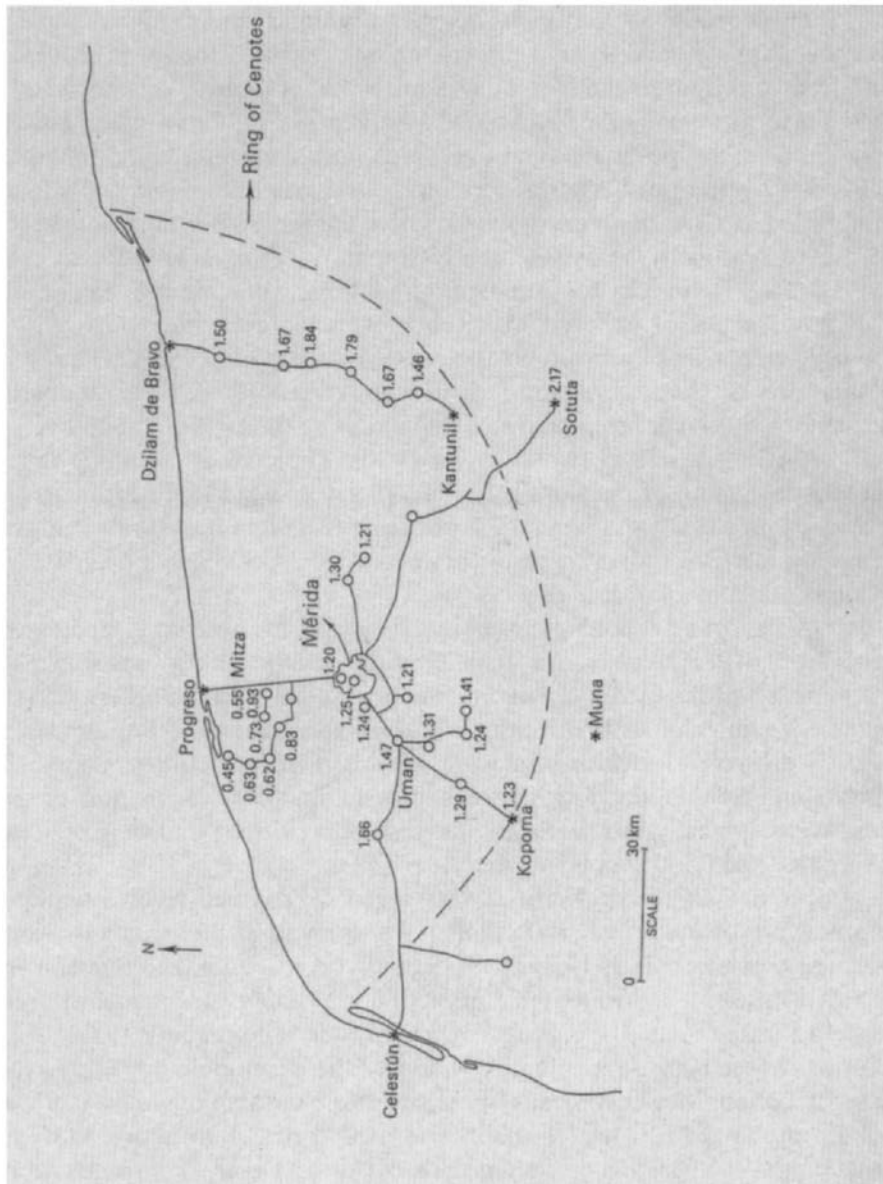 Ring of Cenotes
Dzilam de Bravo
1.50
1.67
1.84
1.79
1.67
1.46
Kantunil
2.17
Sotuta
Progreso
Mitza
Mérida
0.45
0.63
0.62
0.73
0.55
0.93
0.83
1.20
1.25
1.24
1.30
1.21
1.21
1.47
Uman
1.31
1.41
1.24
1.66
1.29
1.23
Kopoma
Muna
N
Celestún
0
30 km
SCALE